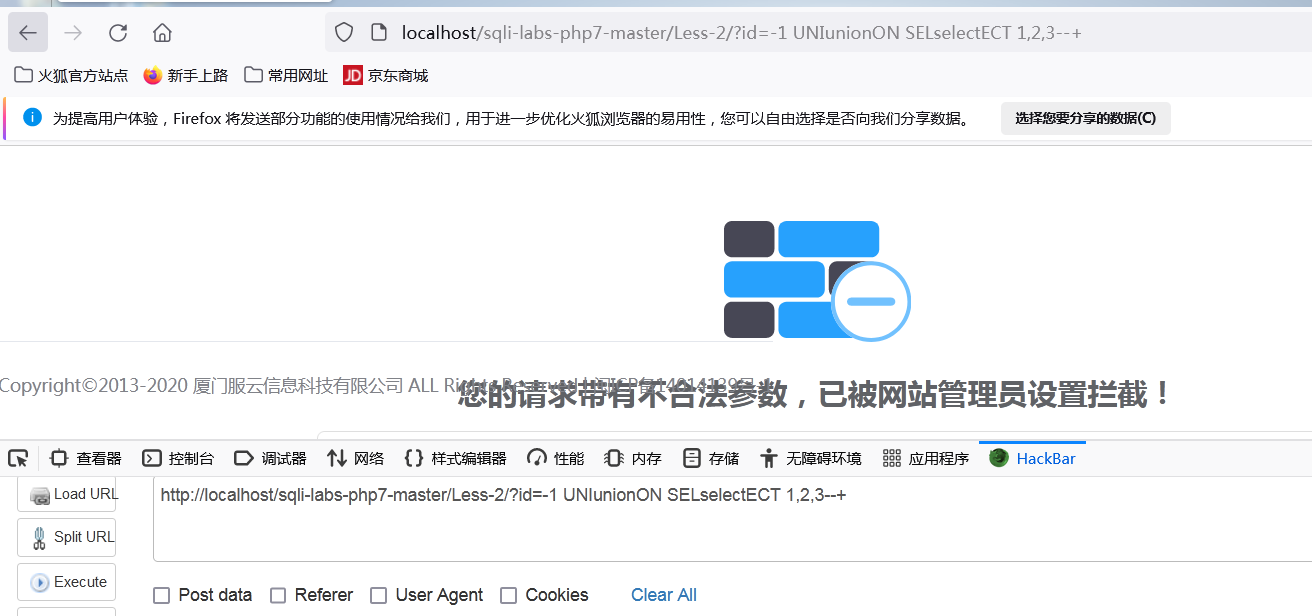 localhost/sqli-labs-php7-master/Less-2/?id=-1 UNIunionON SELselectECT 1,2,3--+
火狐官方站点 新手上路 常用网址 JD 京东商城
为提高用户体验，Firefox 将发送部分功能的使用情况给我们，用于进一步优化火狐浏览器的易用性，您可以自由选择是否向我们分享数据。 选择您要分享的数据(C)
Copyright©2013-2020 厦门服云信息科技有限公司 ALL Rights Reserved
您的请求带有不合法参数，已被网站管理员设置拦截！
查看器 控制台 调试器 网络 样式编辑器 性能 内存 存储 无障碍环境 应用程序 HackBar
Load URL http://localhost/sqli-labs-php7-master/Less-2/?id=-1 UNIunionON SELselectECT 1,2,3--+
Split URL
Execute
Post data Referer User Agent Cookies Clear All